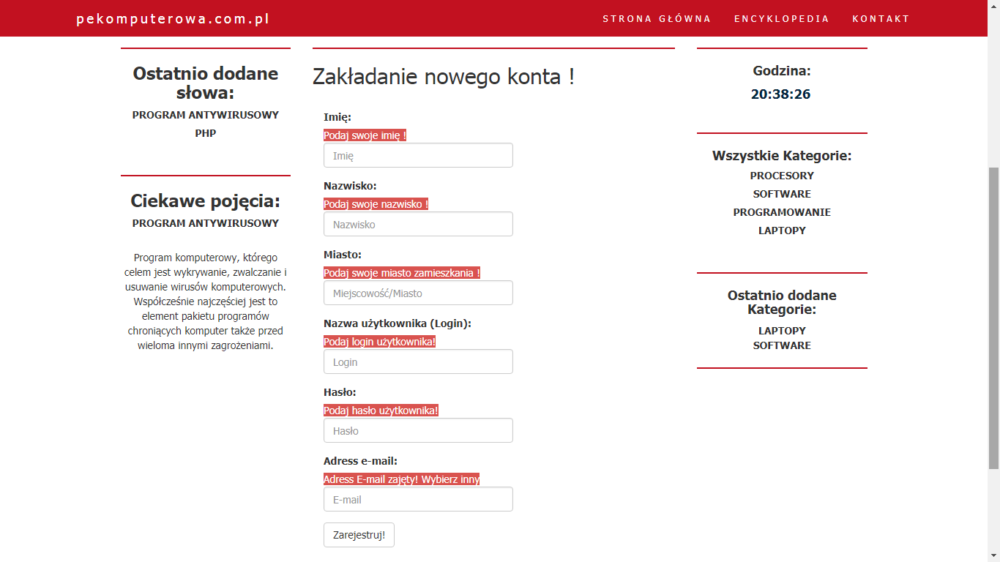 pekomputerowa.com.pl
STRONA GŁÓWNA
ENCYKLOPEDIA
KONTAKT
Ostatnio dodane
słowa:
PROGRAM ANTYWIRUSOWY
PHP
Ciekawe pojęcia:
PROGRAM ANTYWIRUSOWY
Program komputerowy, którego
celem jest wykrywanie, zwalczanie i
usuwanie wirusów komputerowych.
Współcześnie najczęściej jest to
element pakietu programów
chroniących komputer także przed
wieloma innymi zagrożeniami.
Zakładanie nowego konta !
Imię:
Podaj swoje imię !
Imię
Nazwisko:
Podaj swoje nazwisko !
Nazwisko
Miasto:
Podaj swoje miasto zamieszkania !
Miejscowość/Miasto
Nazwa użytkownika (Login):
Podaj login użytkownika!
Login
Hasło:
Podaj hasło użytkownika!
Hasło
Adress e-mail:
Adress E-mail zajęty! Wybierz inny
E-mail
Zarejestruj!
Godzina:
20:38:26
Wszystkie Kategorie:
PROCESORY
SOFTWARE
PROGRAMOWANIE
LAPTOPY
Ostatnio dodane
Kategorie:
LAPTOPY
SOFTWARE